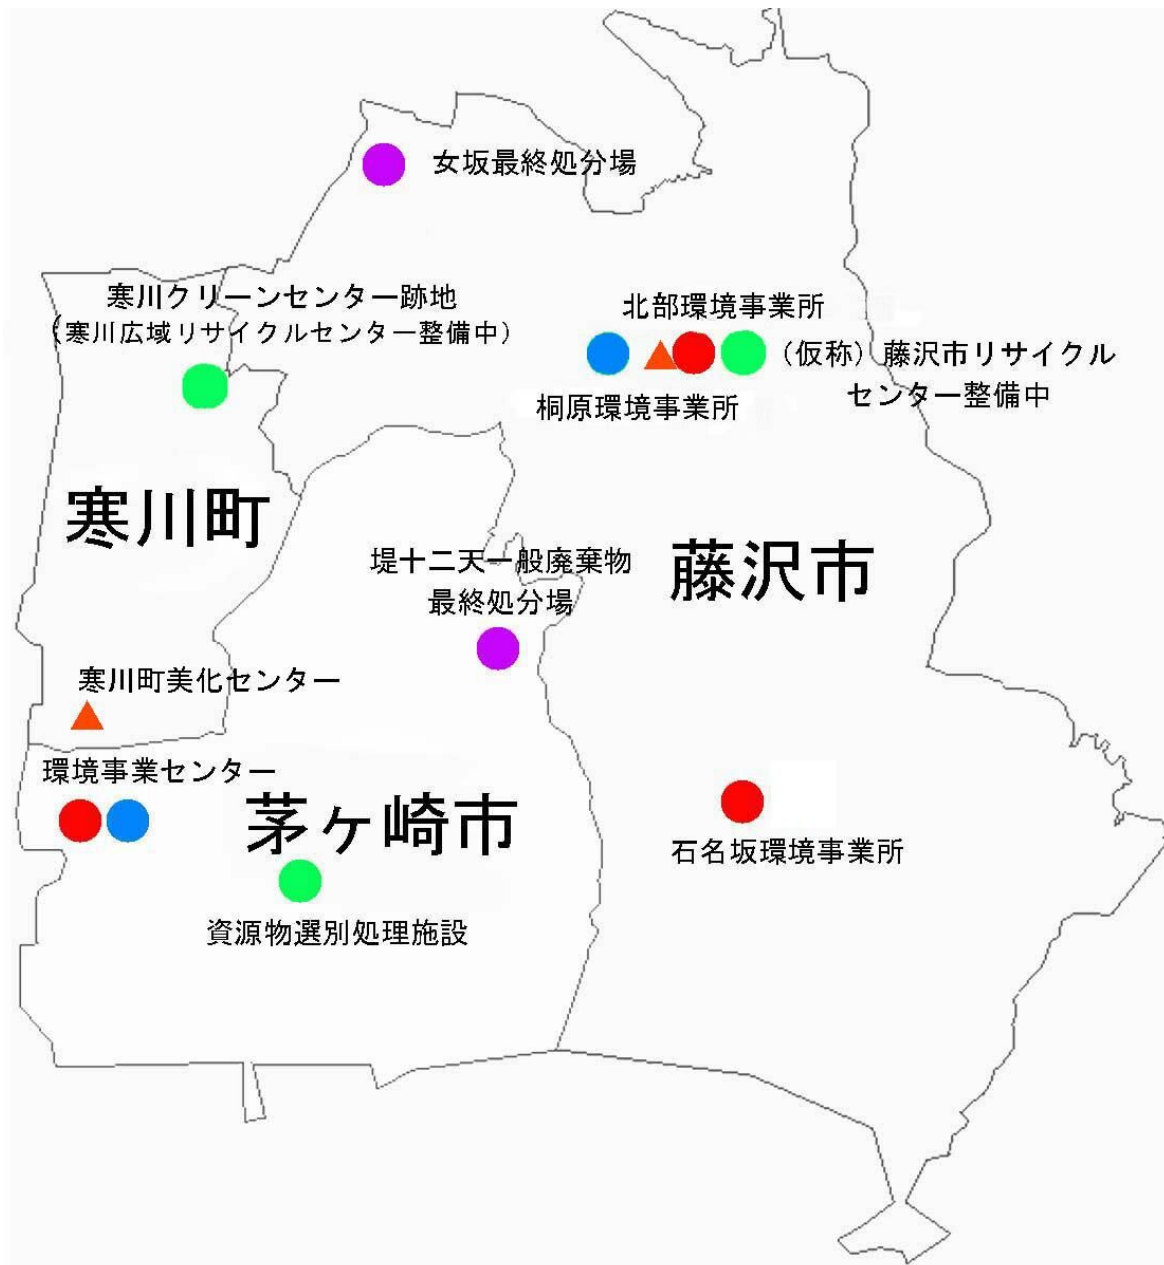 女坂最終処分場
寒川クリーンセンター跡地
（寒川広域リサイクルセンター整備中）
北部環境事業所
（仮称）藤沢市リサイクル
センター整備中
桐原環境事業所
寒川町
藤沢市
堤十二天一般廃棄物
最終処分場
寒川町美化センター
環境事業センター
茅ヶ崎市
石名坂環境事業所
資源物選別処理施設